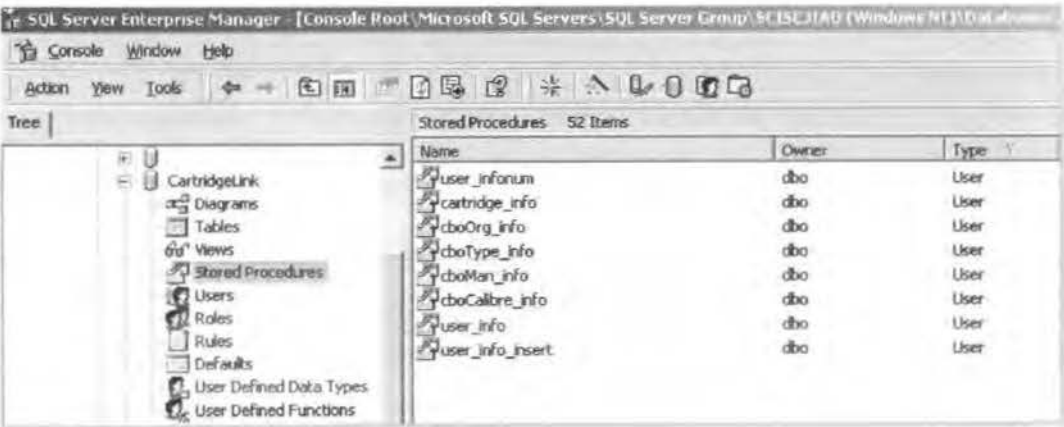 SQL Server Enterprise Manager - [Console Root\Microsoft SQL Servers\SQL Server Group\ (Windows NT)\Databases
Console Window Help
Action View Tools
Tree
Stored Procedures 52 Items
Name Owner Type
CartridgeLink
Diagrams
Tables
Views
Stored Procedures
Users
Roles
Rules
Defaults
User Defined Data Types
User Defined Functions
user_infonum dbo User
cartridge_info dbo User
cboOrg_info dbo User
cboType_info dbo User
cboMan_info dbo User
cboCalibre_info dbo User
user_info dbo User
user_info_insert dbo User